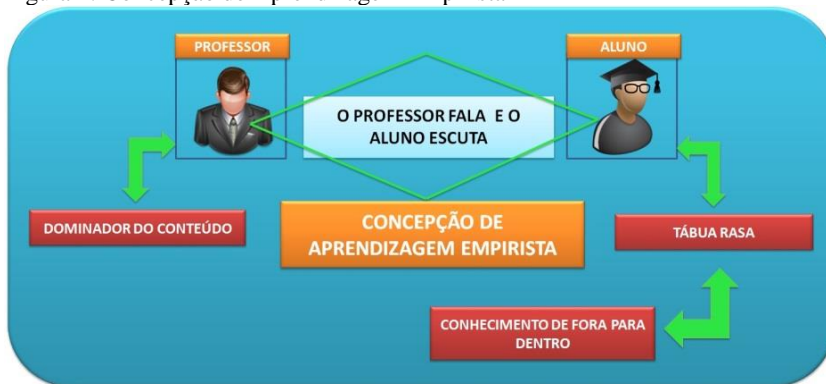 PROFESSOR
ALUNO
O PROFESSOR FALA E O
ALUNO ESCUTA
DOMINADOR DO CONTEÚDO
CONCEPÇÃO DE
APRENDIZAGEM EMPIRISTA
TÁBUA RASA
CONHECIMENTO DE FORA PARA
DENTRO